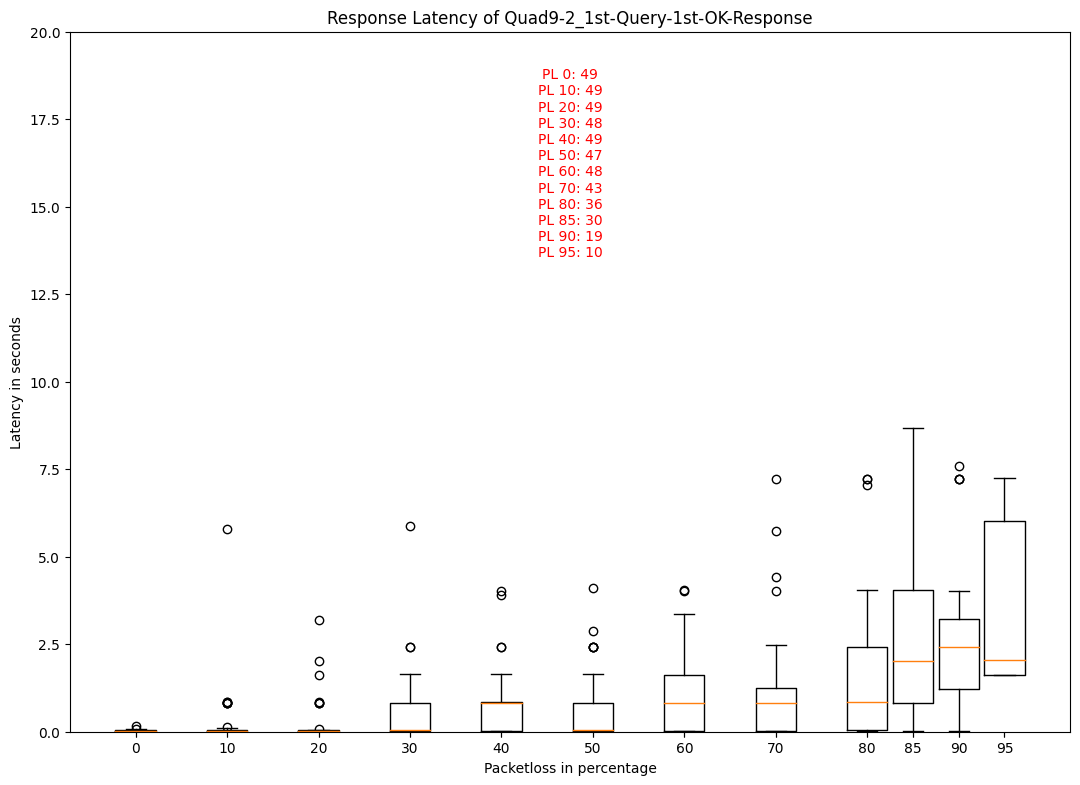 Response Latency of Quad9-2_1st-Query-1st-OK-Response
20.0
17.5
15.0
12.5
10.0
7.5
5.0
2.5
0.0
Latency in seconds
PL 0: 49
PL 10: 49
PL 20: 49
PL 30: 48
PL 40: 49
PL 50: 47
PL 60: 48
PL 70: 43
PL 80: 36
PL 85: 30
PL 90: 19
PL 95: 10
0 10 20 30 40 50 60 70 80 85 90 95
Packetloss in percentage